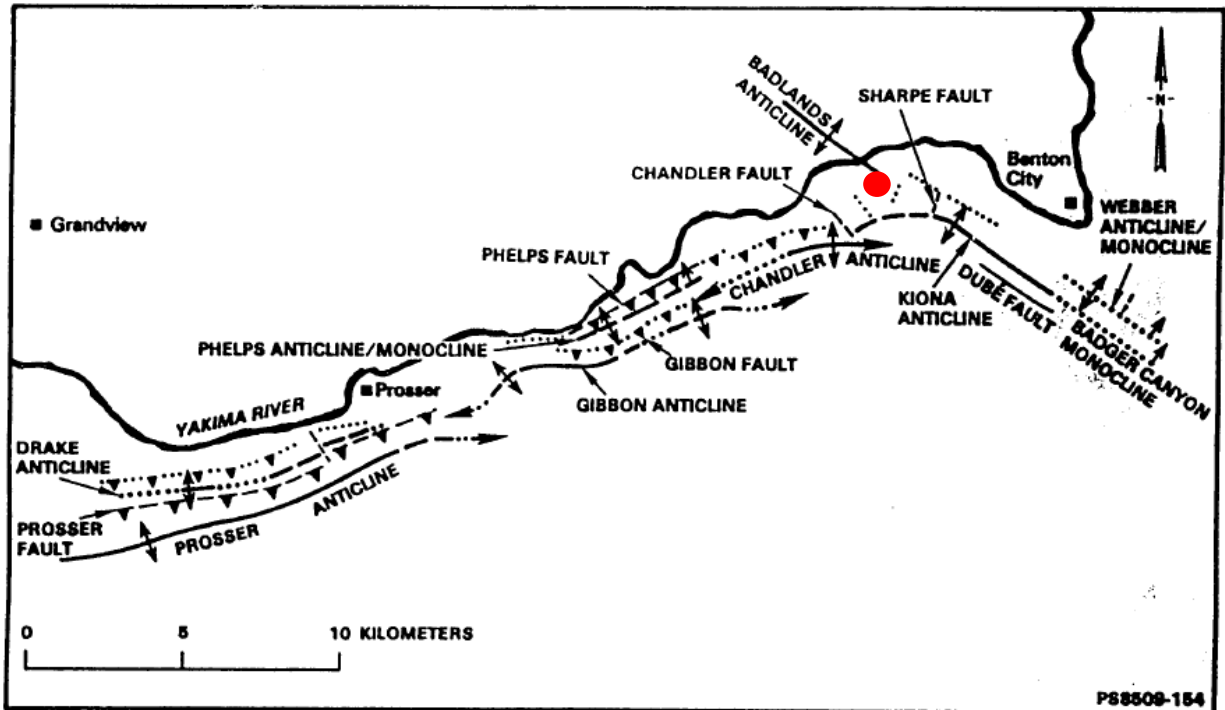 BADLANDS
ANTICLINE
SHARPE FAULT
-N-
CHANDLER FAULT
Benton
City
Grandview
WEBBER
ANTICLINE/
MONOCLINE
PHELPS FAULT
CHANDLER ANTICLINE
KIONA
ANTICLINE
DUBÉ FAULT
BADGER CANYON
MONOCLINE
PHELPS ANTICLINE/MONOCLINE
GIBBON FAULT
Prosser
GIBBON ANTICLINE
YAKIMA RIVER
DRAKE
ANTICLINE
PROSSER ANTICLINE
PROSSER
FAULT
0 5 10 KILOMETERS
PS8509-154